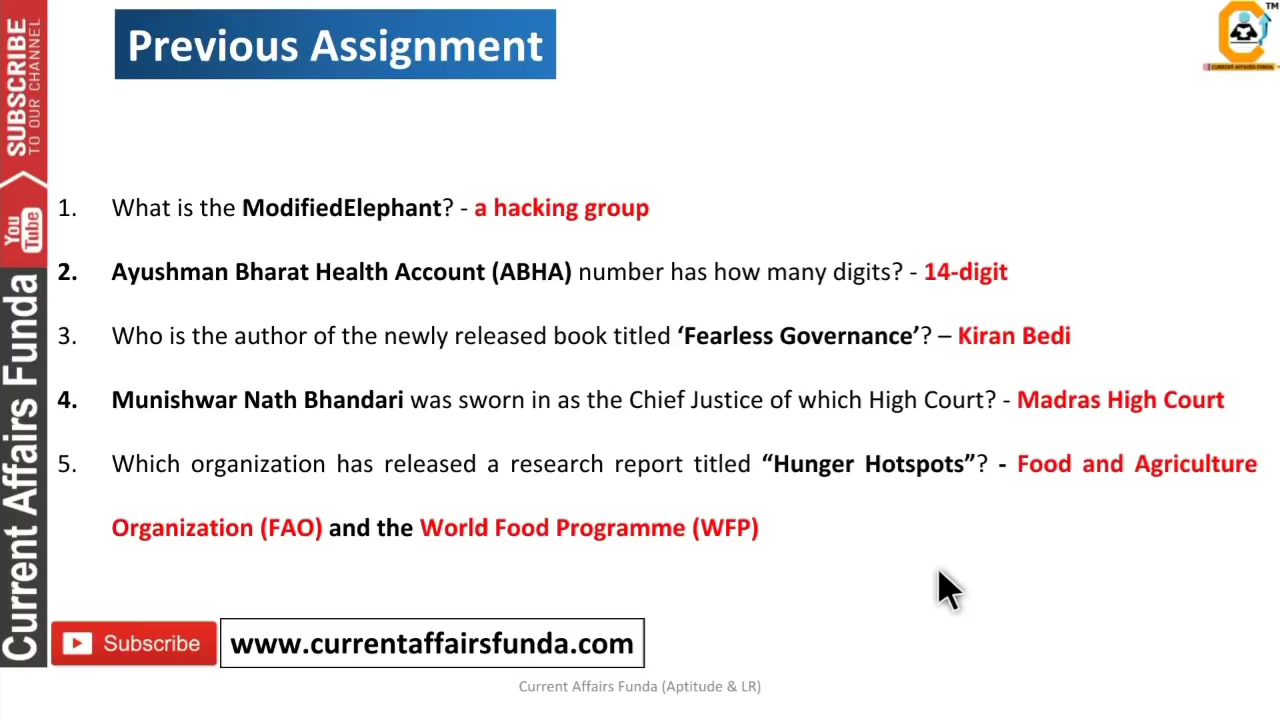 Previous Assignment
TM
CURRENT-AFFAIRS-FUNDA
SUBSCRIBE
TO OUR CHANNEL
You
Tube
Current Affairs Funda
1. What is the ModifiedElephant? - a hacking group
2. Ayushman Bharat Health Account (ABHA) number has how many digits? - 14-digit
3. Who is the author of the newly released book titled ‘Fearless Governance’? – Kiran Bedi
4. Munishwar Nath Bhandari was sworn in as the Chief Justice of which High Court? - Madras High Court
5. Which organization has released a research report titled “Hunger Hotspots”? - Food and Agriculture
Organization (FAO) and the World Food Programme (WFP)
Subscribe
www.currentaffairsfunda.com
Current Affairs Funda (Aptitude & LR)